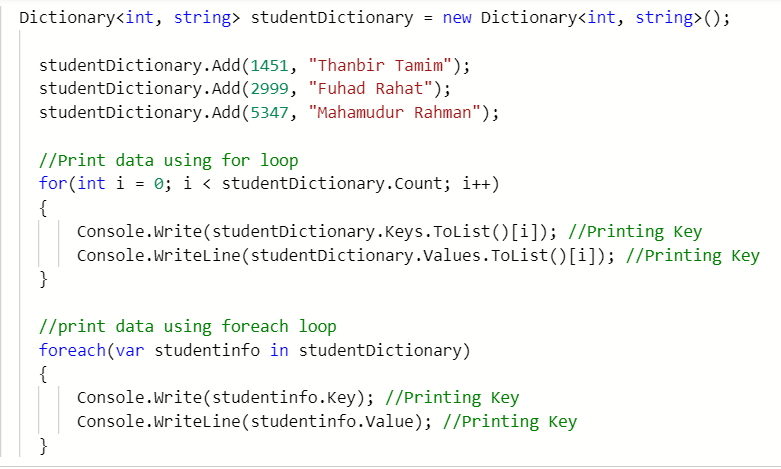 Dictionary<int, string> studentDictionary = new Dictionary<int, string>();
studentDictionary.Add(1451, "Thanbir Tamim");
studentDictionary.Add(2999, "Fuhad Rahat");
studentDictionary.Add(5347, "Mahamudur Rahman");
//Print data using for loop
for(int i = 0; i < studentDictionary.Count; i++)
{
Console.Write(studentDictionary.Keys.ToList()[i]); //Printing Key
Console.WriteLine(studentDictionary.Values.ToList()[i]); //Printing Key
}
//print data using foreach loop
foreach(var studentinfo in studentDictionary)
{
Console.Write(studentinfo.Key); //Printing Key
Console.WriteLine(studentinfo.Value); //Printing Key
}